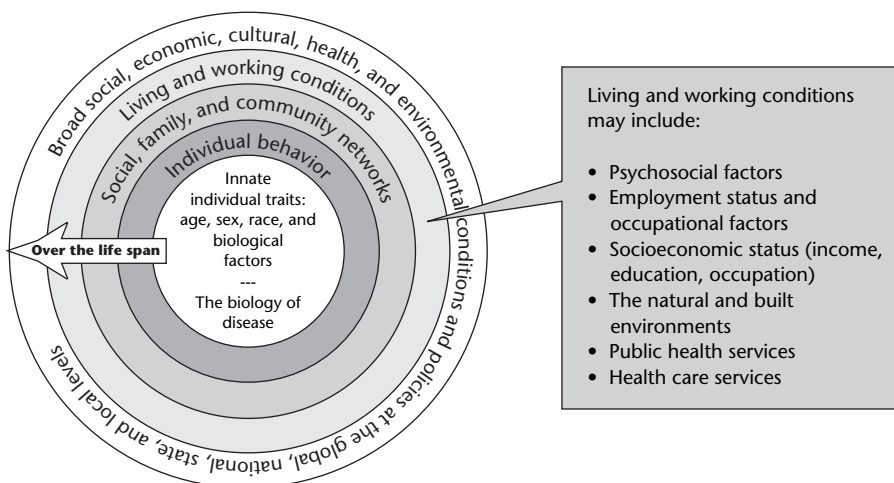 Broad social, economic, cultural, health, and environmental conditions and policies at the global, national, state, and local levels
Living and working conditions
Social, family, and community networks
Individual behavior
Innate
individual traits:
age, sex, race, and
biological
factors
---
The biology of
disease
Over the life span
Living and working conditions
may include:
• Psychosocial factors
• Employment status and
occupational factors
• Socioeconomic status (income,
education, occupation)
• The natural and built
environments
• Public health services
• Health care services